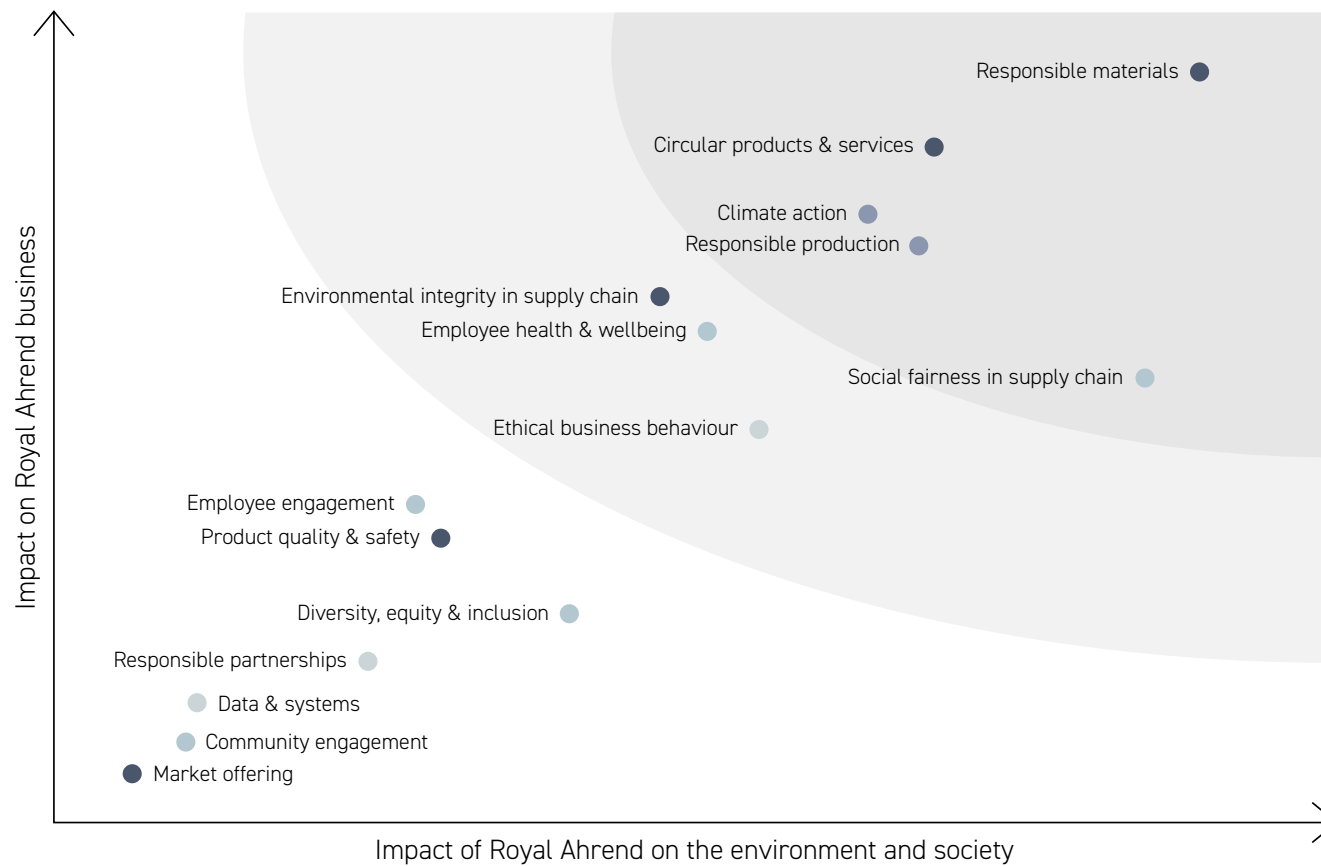 Impact on Royal Ahrend business
Responsible materials
Circular products & services
Climate action
Responsible production
Environmental integrity in supply chain
Employee health & wellbeing
Social fairness in supply chain
Ethical business behaviour
Employee engagement
Product quality & safety
Diversity, equity & inclusion
Responsible partnerships
Data & systems
Community engagement
Market offering
Impact of Royal Ahrend on the environment and society